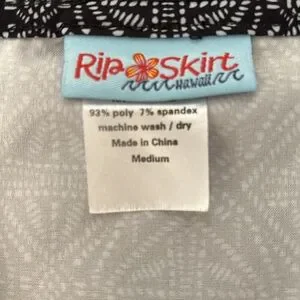 Rip Skirt
Hawaii
93% poly 7% spandex
machine wash / dry
Made in China
Medium